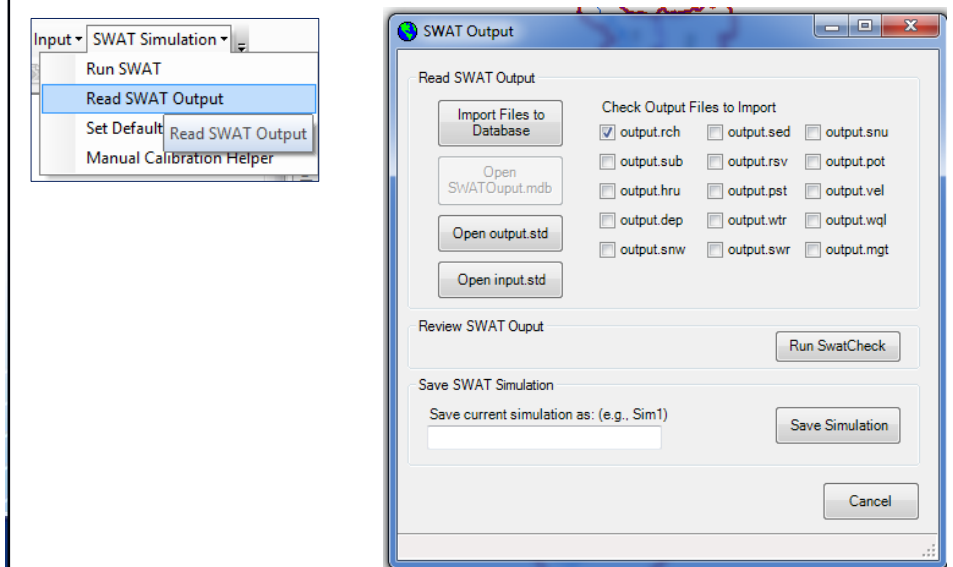 Input SWAT Simulation
Run SWAT
Read SWAT Output
Set Default
Read SWAT Output
Manual Calibration Helper
SWAT Output
Read SWAT Output
Import Files to
Database
Open
SWATOuput.mdb
Open output.std
Open input.std
Check Output Files to Import
output.rch output.sed output.snu
output.sub output.rsv output.pot
output.hru output.pst output.vel
output.dep output.wtr output.wql
output.snw output.swr output.mgt
Review SWAT Ouput
Run SwatCheck
Save SWAT Simulation
Save current simulation as: (e.g., Sim1)
Save Simulation
Cancel